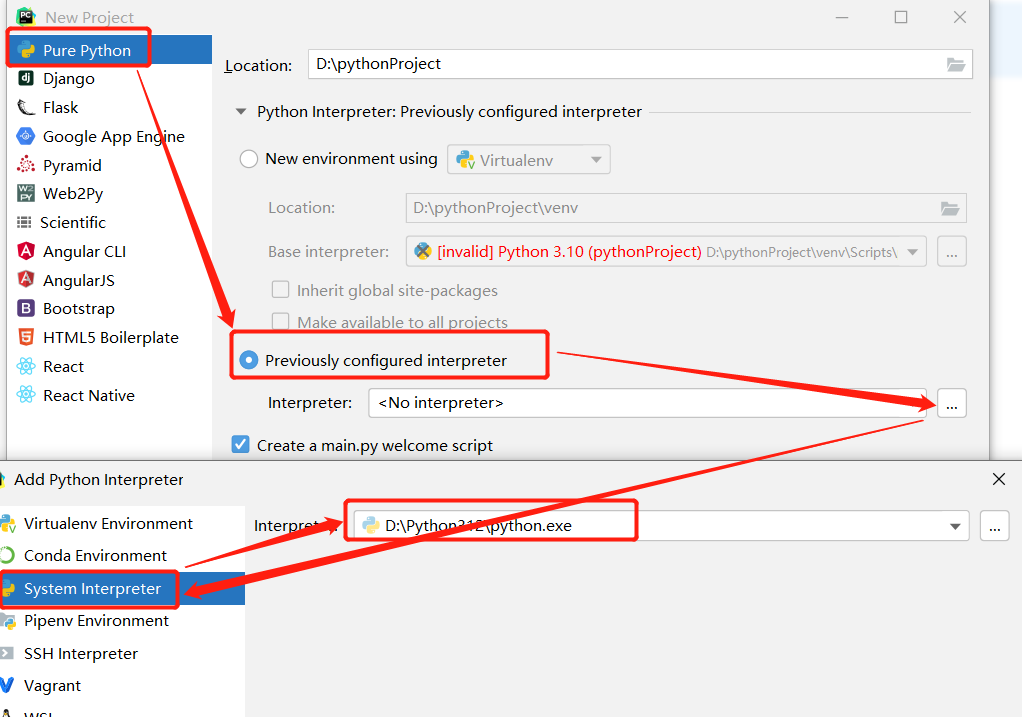 New Project
Pure Python
Django
Flask
Google App Engine
Pyramid
Web2Py
Scientific
Angular CLI
AngularJS
Bootstrap
HTML5 Boilerplate
React
React Native
Location: D:\pythonProject
Python Interpreter: Previously configured interpreter
New environment using Virtualenv
Location: D:\pythonProject\venv
Base interpreter: [invalid] Python 3.10 (pythonProject) D:\pythonProject\venv\Scripts\ ...
Inherit global site-packages
Make available to all projects
Previously configured interpreter
Interpreter: <No interpreter> ...
Create a main.py welcome script
Add Python Interpreter
Virtualenv Environment
Conda Environment
System Interpreter
Pipenv Environment
SSH Interpreter
Vagrant
WSL
Interpreter: D:\Python312\python.exe ...